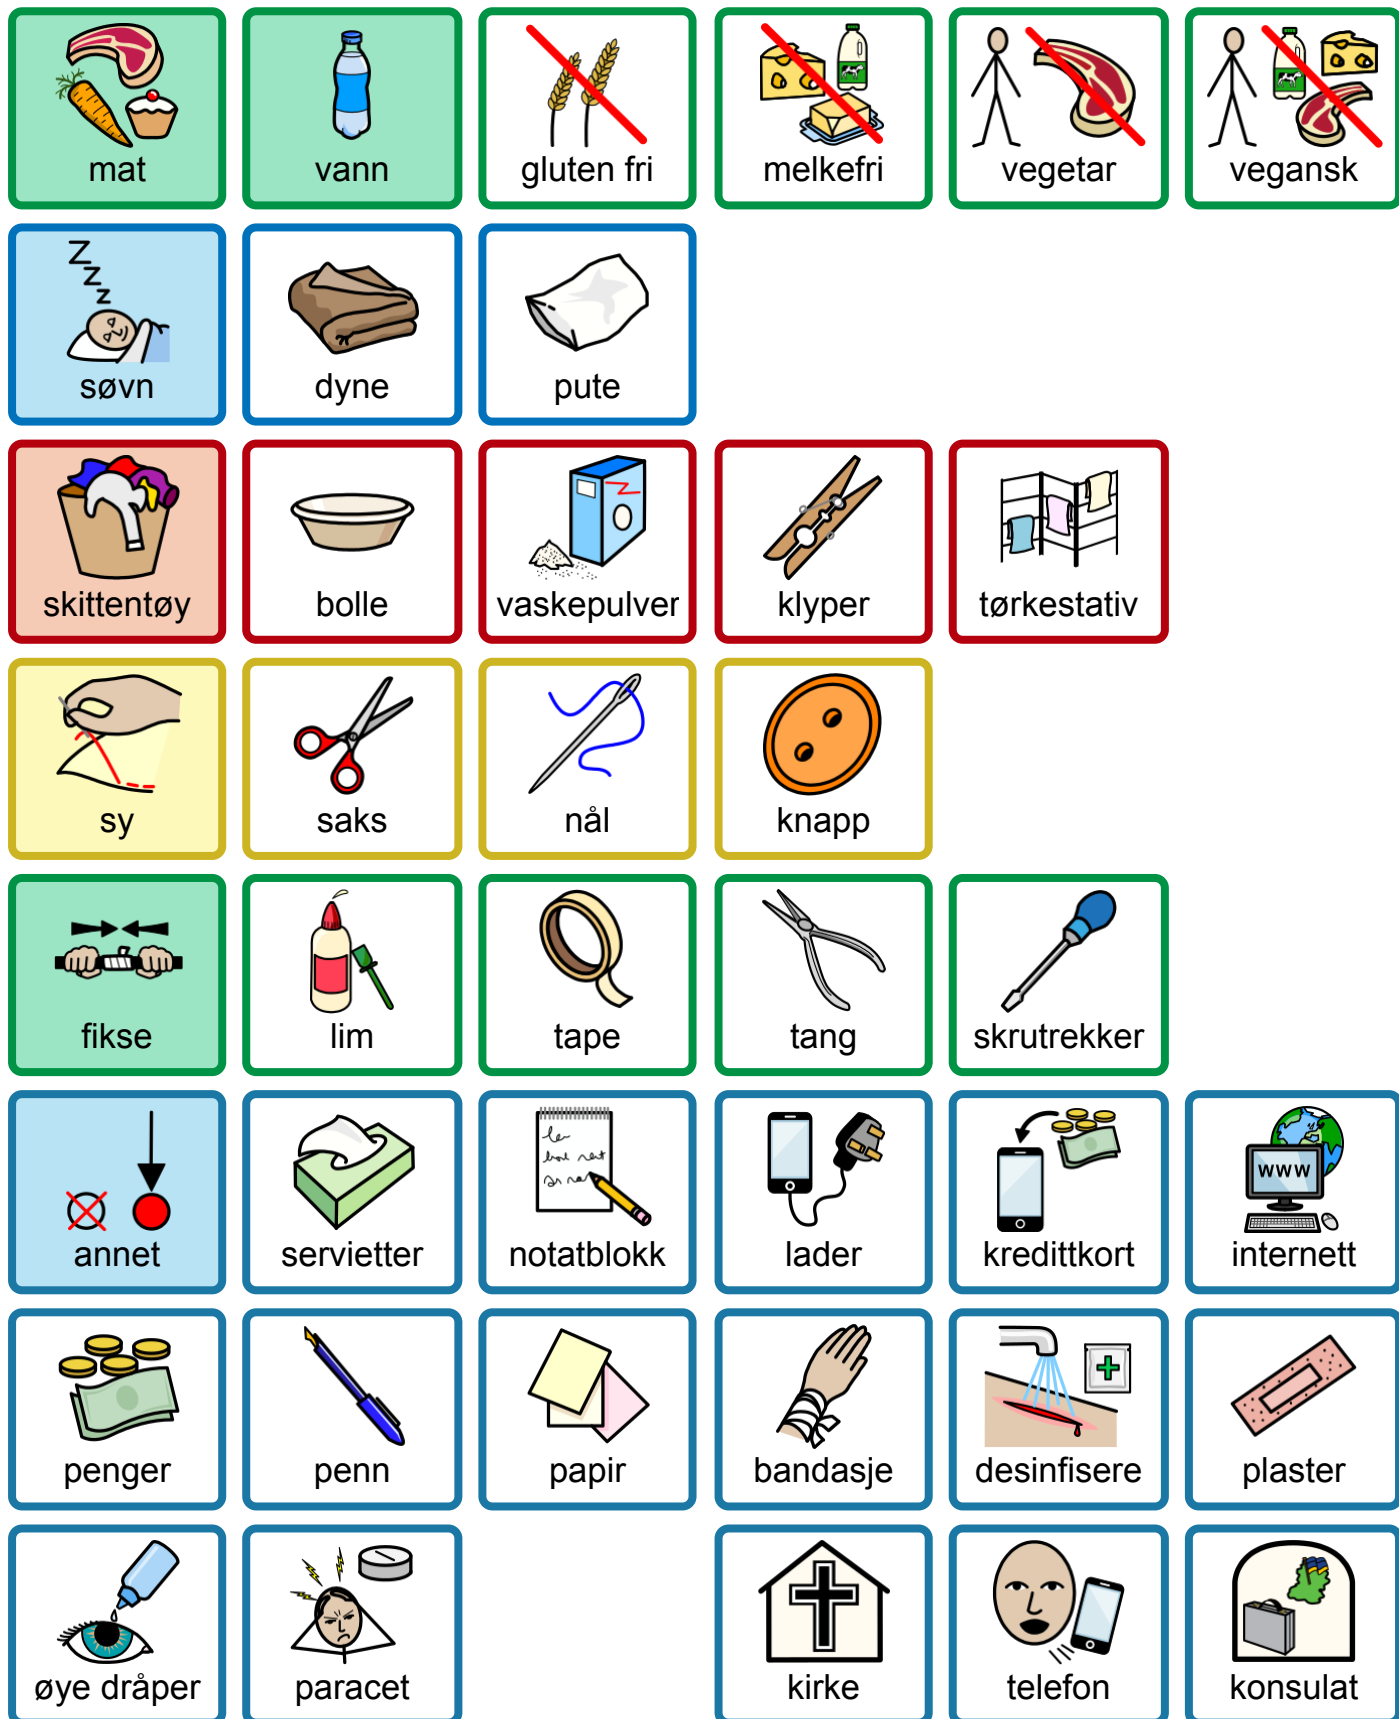 mat
vann
gluten fri
melkefri
vegetar
vegansk
søvn
dyne
pute
skittentøy
bolle
vaskepulver
klyper
tørkestativ
sy
saks
nål
knapp
fikse
lim
tape
tang
skrutrekker
annet
servietter
notatblokk
lader
kredittkort
www
internett
penger
penn
papir
bandasje
desinfisere
plaster
øye dråper
paracet
kirke
telefon
konsulat